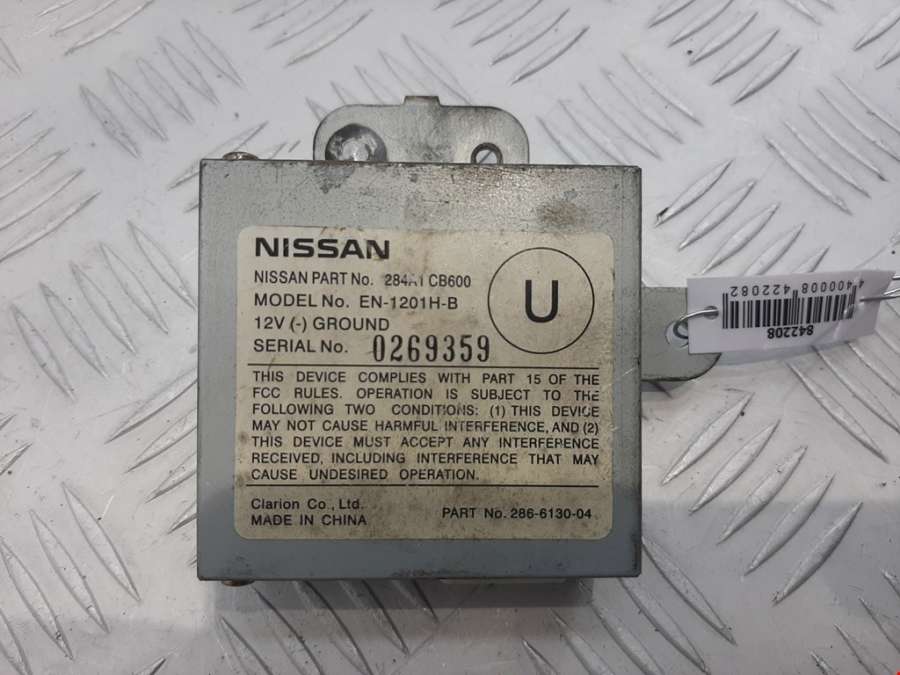 NISSAN
NISSAN PART No. 284A1 CB600
MODEL No. EN-1201H-B
12V (-) GROUND
SERIAL No. 0269359
U
THIS DEVICE COMPLIES WITH PART 15 OF THE
FCC RULES. OPERATION IS SUBJECT TO THE
FOLLOWING TWO CONDITIONS: (1) THIS DEVICE
MAY NOT CAUSE HARMFUL INTERFERENCE, AND (2)
THIS DEVICE MUST ACCEPT ANY INTERFERENCE
RECEIVED, INCLUDING INTERFERENCE THAT MAY
CAUSE UNDESIRED OPERATION.
Clarion Co., Ltd.
MADE IN CHINA
PART No. 286-6130-04
842208
4 400008 422082